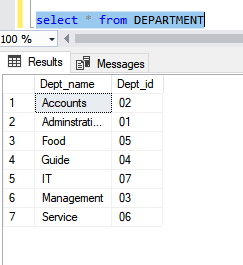 select * from DEPARTMENT
100 %
Results Messages
Dept_name Dept_id
1 Accounts 02
2 Adminstrati... 01
3 Food 05
4 Guide 04
5 IT 07
6 Management 03
7 Service 06